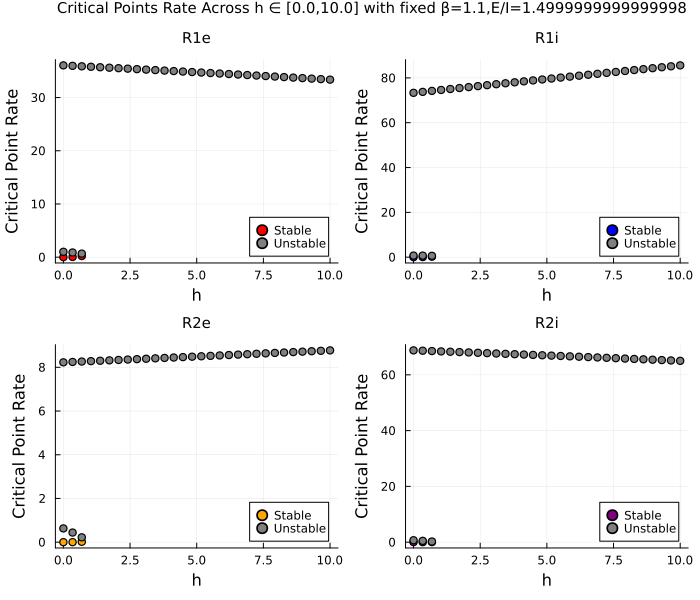 Critical Points Rate Across h ∈ [0.0,10.0] with fixed β=1.1,E/I=1.4999999999999998
R1e
Critical Point Rate
30
20
10
0
0.0 2.5 5.0 7.5 10.0
h
Stable
Unstable
R1i
Critical Point Rate
80
60
40
20
0
0.0 2.5 5.0 7.5 10.0
h
Stable
Unstable
R2e
Critical Point Rate
8
6
4
2
0
0.0 2.5 5.0 7.5 10.0
h
Stable
Unstable
R2i
Critical Point Rate
60
40
20
0
0.0 2.5 5.0 7.5 10.0
h
Stable
Unstable